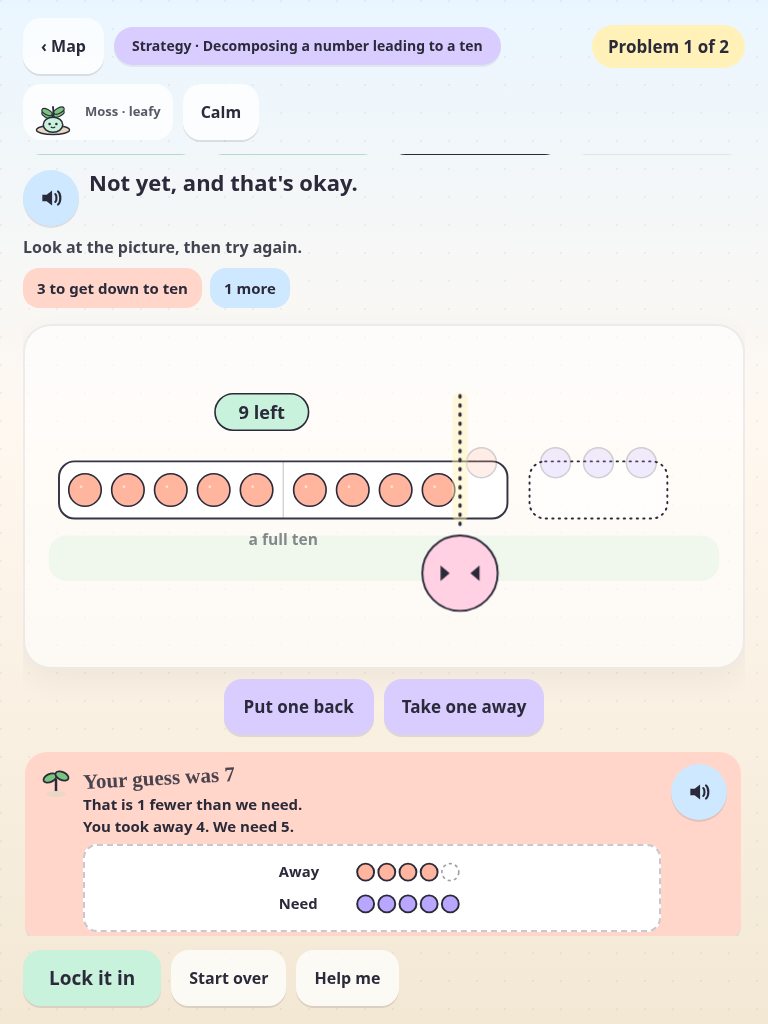 ‹ Map
Strategy · Decomposing a number leading to a ten
Problem 1 of 2
Moss · leafy
Calm
Not yet, and that's okay.
Look at the picture, then try again.
3 to get down to ten
1 more
9 left
a full ten
Put one back
Take one away
Your guess was 7
That is 1 fewer than we need.
You took away 4. We need 5.
Away
Need
Lock it in
Start over
Help me